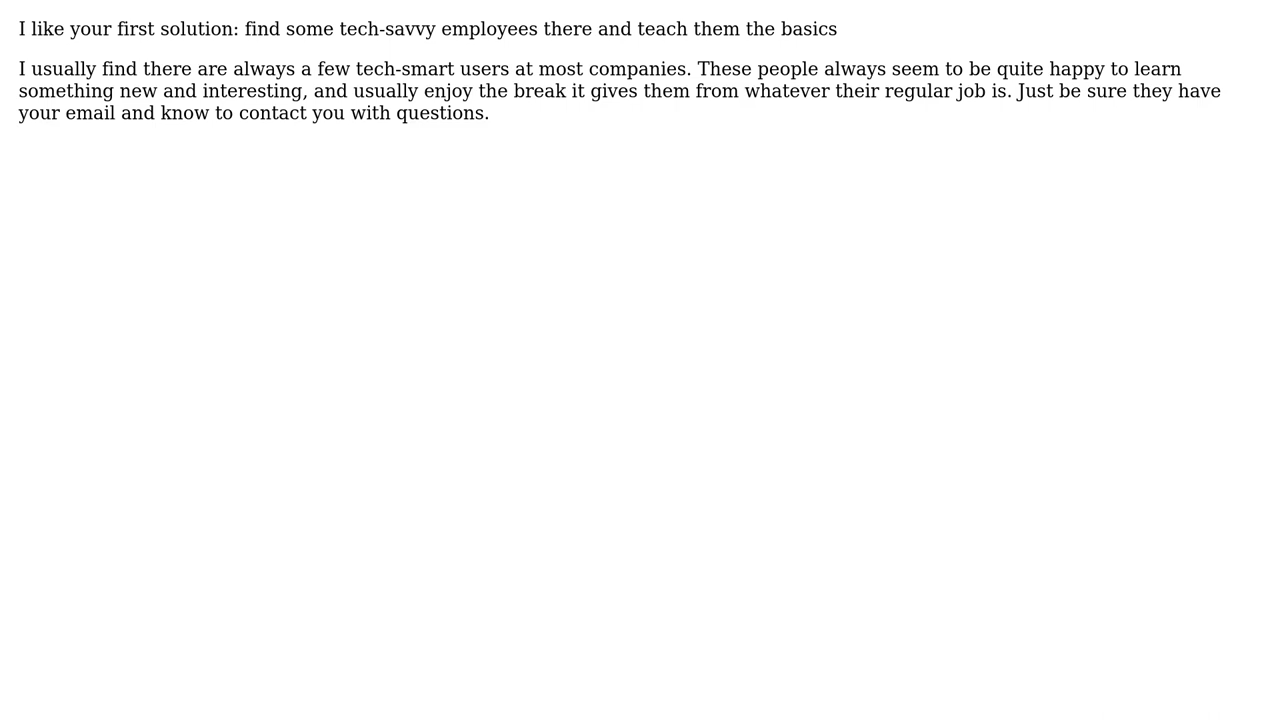 I like your first solution: find some tech-savvy employees there and teach them the basics
I usually find there are always a few tech-smart users at most companies. These people always seem to be quite happy to learn
something new and interesting, and usually enjoy the break it gives them from whatever their regular job is. Just be sure they have
your email and know to contact you with questions.